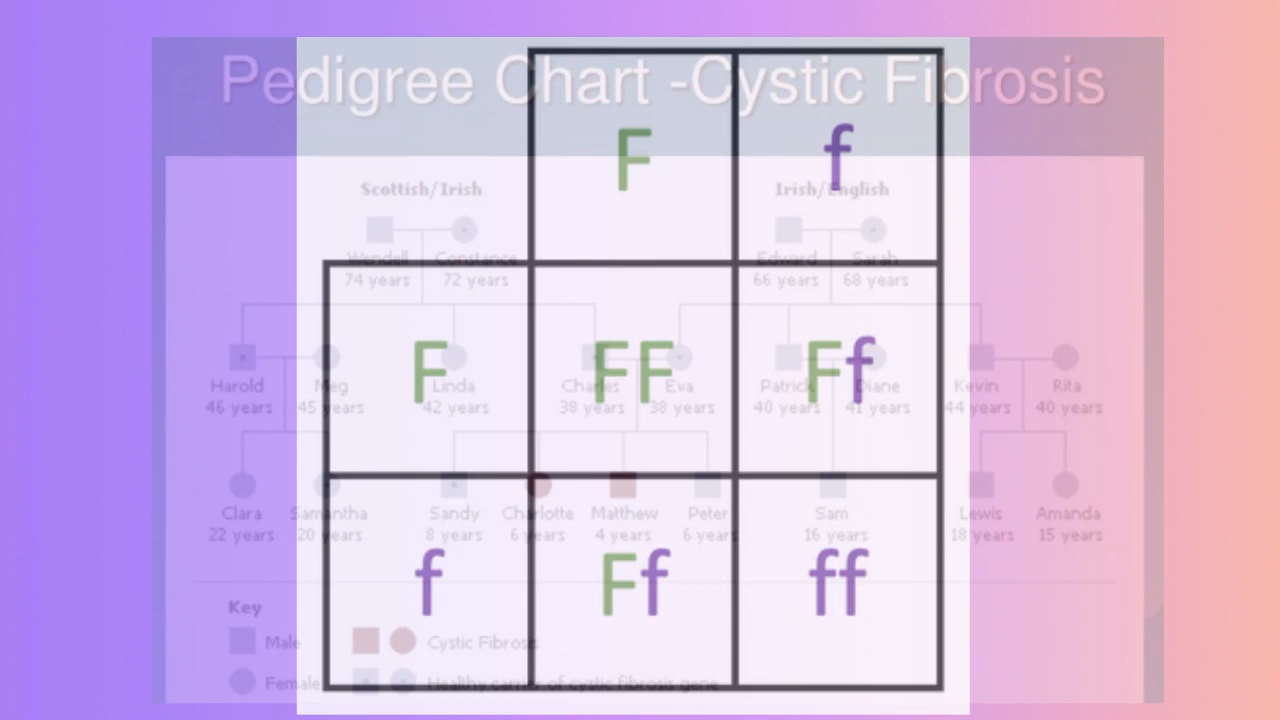 Pedigree Chart -Cystic Fibrosis
F f
Scottish/Irish Irish/English
Wendell Constance Edward Sarah
74 years 72 years 66 years 68 years
F FF Ff
Harold Meg Linda Charles Eva Patrick Diane Kevin Rita
46 years 45 years 42 years 38 years 38 years 40 years 41 years 44 years 40 years
Clara Samantha Sandy Charlotte Matthew Peter Sam Lewis Amanda
22 years 20 years 8 years 6 years 4 years 6 years 16 years 18 years 15 years
f Ff ff
Key
Male Cystic Fibrosis
Female Healthy carrier of cystic fibrosis gene